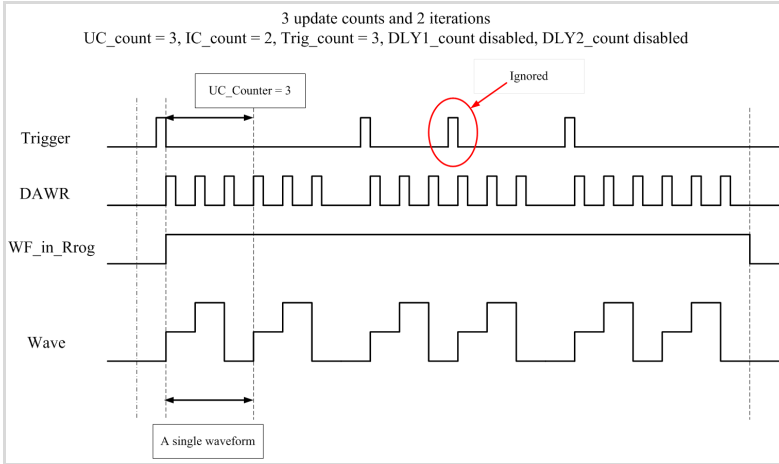 3 update counts and 2 iterations
UC_count = 3, IC_count = 2, Trig_count = 3, DLY1_count disabled, DLY2_count disabled
Ignored
UC_Counter = 3
Trigger
DAWR
WF_in_Rrog
Wave
A single waveform